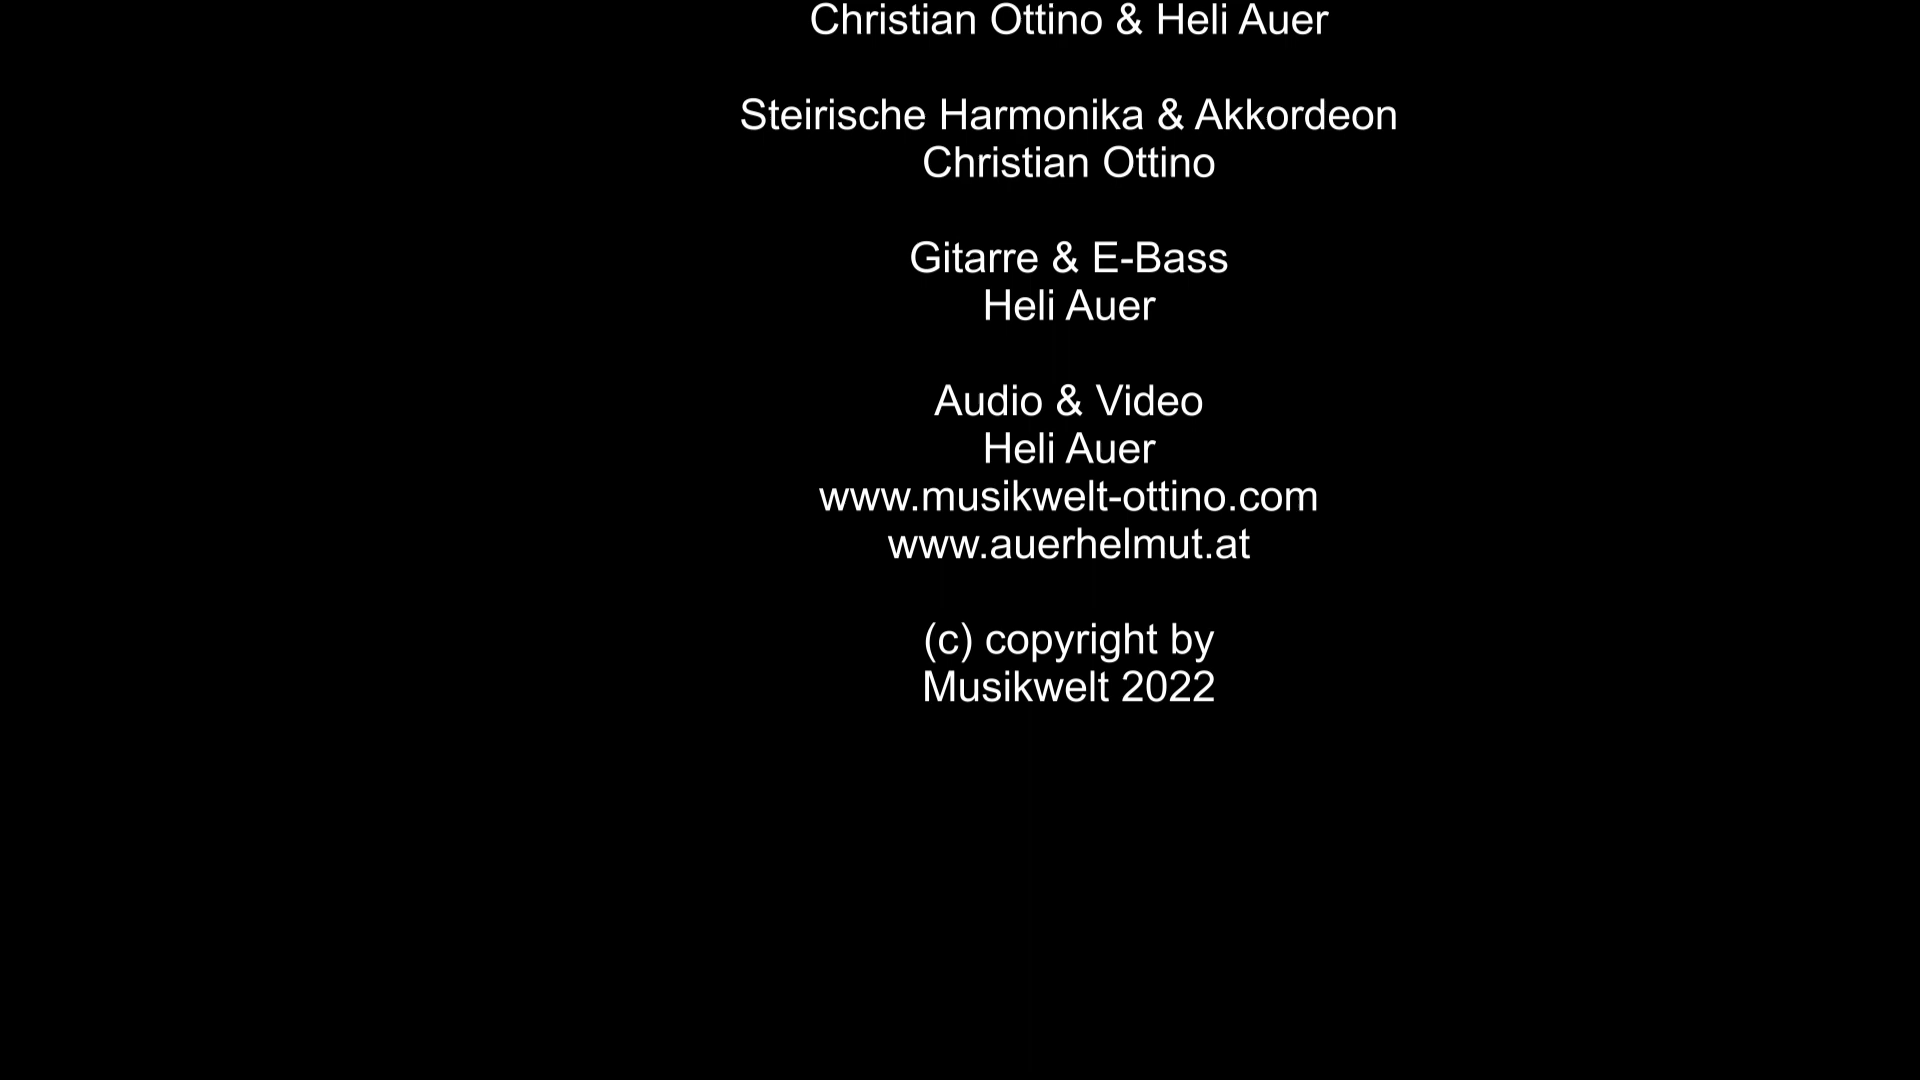 Christian Ottino & Heli Auer
Steirische Harmonika & Akkordeon
Christian Ottino
Gitarre & E-Bass
Heli Auer
Audio & Video
Heli Auer
www.musikwelt-ottino.com
www.auerhelmut.at
(c) copyright by
Musikwelt 2022